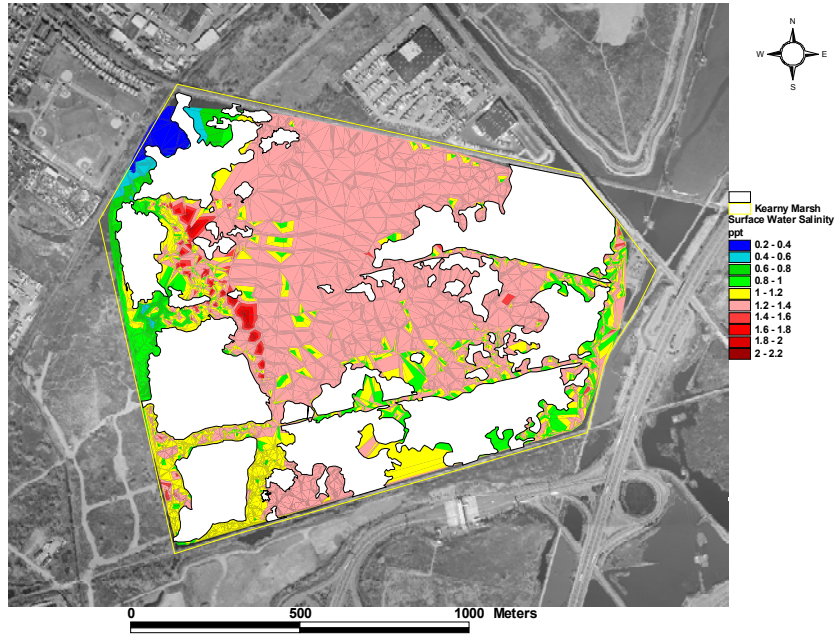 N
W E
S
Kearny Marsh
Surface Water Salinity
ppt
0.2 - 0.4
0.4 - 0.6
0.6 - 0.8
0.8 - 1
1 - 1.2
1.2 - 1.4
1.4 - 1.6
1.6 - 1.8
1.8 - 2
2 - 2.2
0 500 1000 Meters